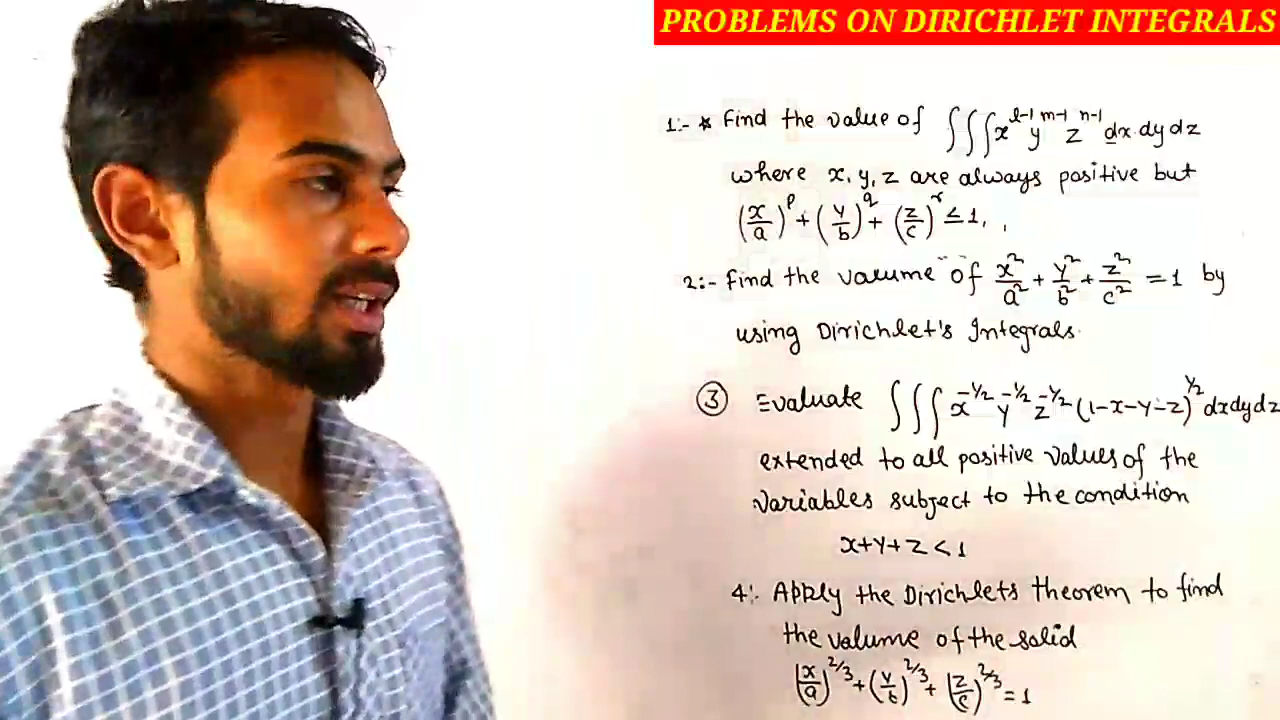 PROBLEMS ON DIRICHLET INTEGRALS
1:- * Find the value of ∫∫∫ x^{l-1} y^{m-1} z^{n-1} dx dy dz
where x, y, z are always positive but
(x/a)^p + (y/b)^q + (z/c)^r ≤ 1,
2:- Find the volume of x²/a² + y²/b² + z²/c² = 1 by
using Dirichlet's Integrals.
③ Evaluate ∫∫∫ x^{-1/2} y^{-1/2} z^{-1/2} (1-x-y-z)^{1/2} dx dy dz
extended to all positive values of the
variables subject to the condition
x+y+z < 1
4:. Apply the Dirichlets theorem to find
the volume of the solid
(x/a)^{2/3} + (y/b)^{2/3} + (z/c)^{2/3} = 1